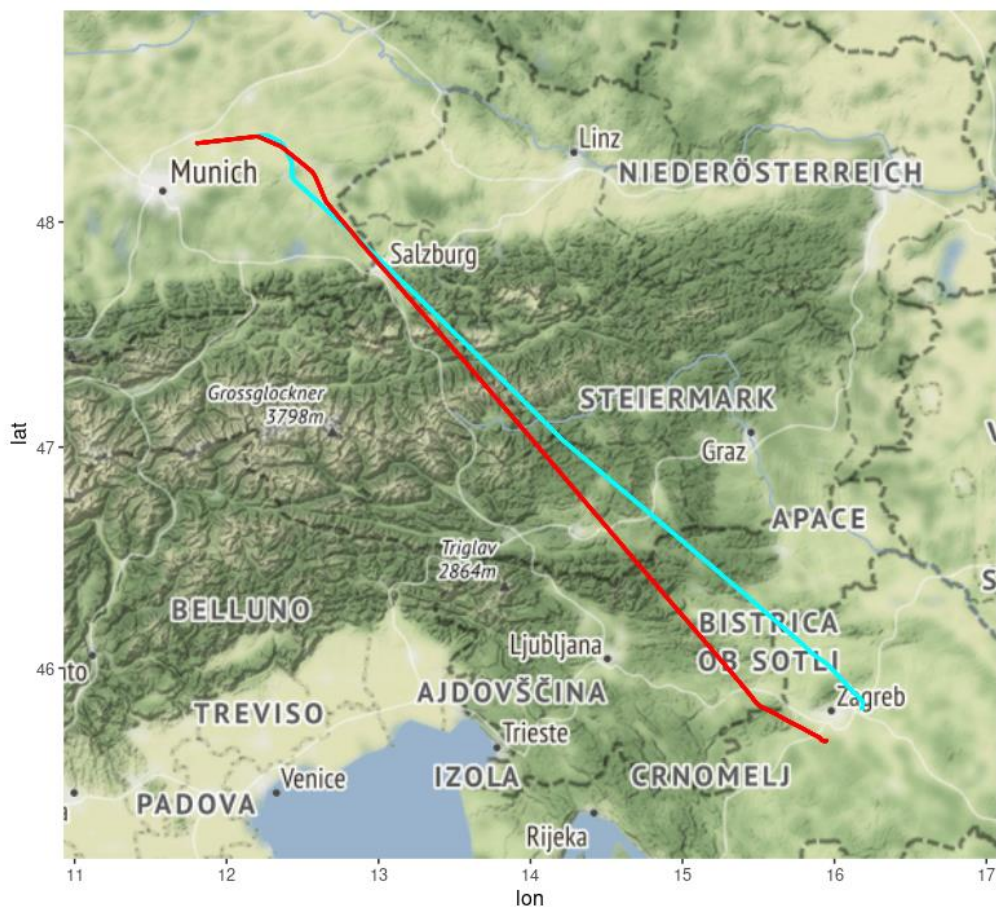 Linz
Munich
NIEDERÖSTERREICH
48
Salzburg
Grossglockner
3798m
STEIERMARK
lat
47
Graz
APACE
Triglav
2864m
BELLUNO
BISTRICA
Ljubljana
OB SOTLI
46
nto
AJDOVŠČINA
Zagreb
TREVISO
Trieste
Venice
IZOLA
CRNOMELJ
PADOVA
Rijeka
11
12
13
14
15
16
17
lon